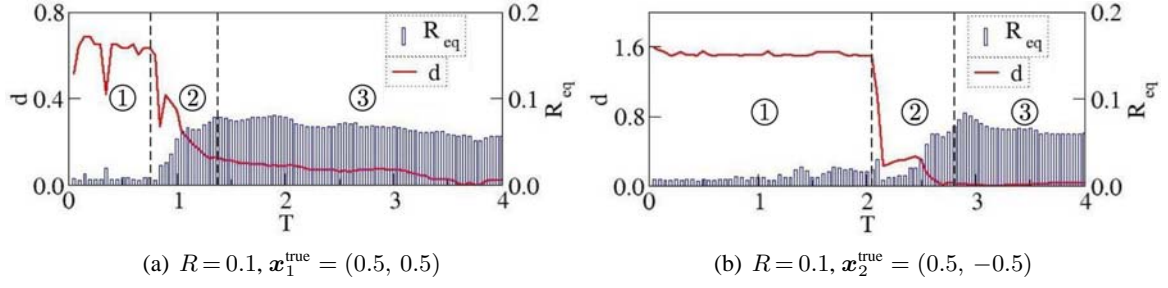 0.8
0.4
0.0
d
0.2
0.1
0.0
R_eq
R_eq
d
① ② ③
0 1 2 3 4
T
1.6
0.8
0.0
d
0.2
0.1
0.0
R_eq
R_eq
d
① ② ③
0 1 2 3 4
T
(a) R = 0.1, x₁^true = (0.5, 0.5)
(b) R = 0.1, x₂^true = (0.5, −0.5)